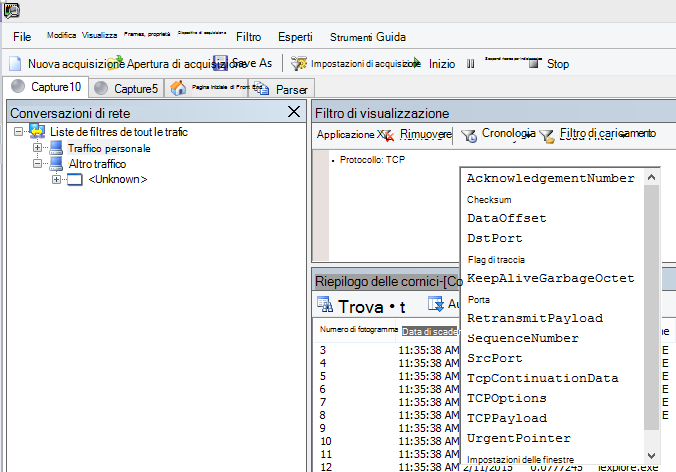 File Modifica Visualizza Frames, proprietà Dispositivo di acquisizione Filtro Esperti Strumenti Guida
Nuova acquisizione Apertura di acquisizione Save As Impostazioni di acquisizione Inizio Stop
Capture10 Capture5 Pagina iniziale di Front End Parser
Conversazioni di rete
Liste de filtres de tout le trafic
Traffico personale
Altro traffico
<Unknown>
Filtro di visualizzazione
Applicazione Rimuovere Cronologia Filtro di caricamento
Protocollo: TCP
AcknowledgementNumber
Checksum
DataOffset
DstPort
Flag di traccia
KeepAliveGarbageOctet
Porta
RetransmitPayload
SequenceNumber
SrcPort
TcpContinuationData
TCPOptions
TCPPayload
UrgentPointer
Impostazioni delle finestre
Riepilogo delle cornici-[Co
Trova • t Au
Numero di fotogramma Data di scade ne
3 11:35:38 AM E
4 11:35:38 AM E
5 11:35:38 AM E
6 11:35:38 AM E
7 11:35:38 AM E
8 11:35:38 AM E
9 11:35:38 AM
10 11:35:38 AM
11 11:35:38 AM
12 11:35:38 AM 2/11/2015 0.0777245 iexplore.exe